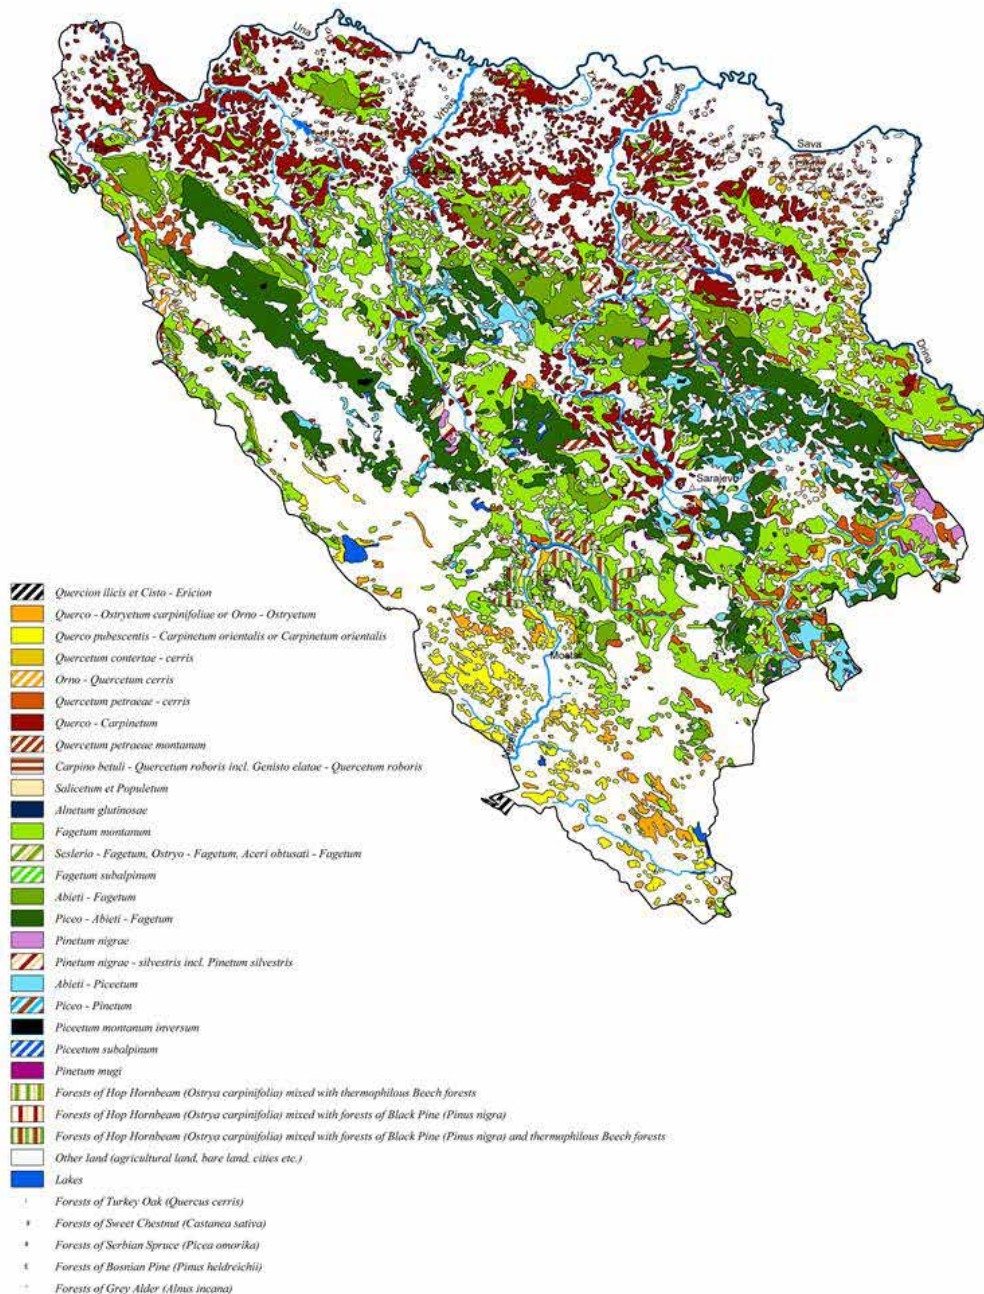 Una
Vrbas
Bosna
Sava
Drina
Sarajevo
Mostar
Quercion ilicis et Cisto - Ericion
Querco - Ostryetum carpinifoliae or Orno - Ostryetum
Querco pubescentis - Carpinetum orientalis or Carpinetum orientalis
Quercetum confertae - cerris
Orno - Quercetum cerris
Quercetum petraeae - cerris
Querco - Carpinetum
Quercetum petraeae montanum
Carpino betuli - Quercetum roboris incl. Genisto elatae - Quercetum roboris
Salicetum et Populetum
Alnetum glutinosae
Fagetum montanum
Seslerio - Fagetum, Ostryo - Fagetum, Aceri obtusati - Fagetum
Fagetum subalpinum
Abieti - Fagetum
Piceo - Abieti - Fagetum
Pinetum nigrae
Pinetum nigrae - silvestris incl. Pinetum silvestris
Abieti - Piceetum
Piceo - Pinetum
Piceetum montanum inversum
Piceetum subalpinum
Pinetum mugi
Forests of Hop Hornbeam (Ostrya carpinifolia) mixed with thermophilous Beech forests
Forests of Hop Hornbeam (Ostrya carpinifolia) mixed with forests of Black Pine (Pinus nigra)
Forests of Hop Hornbeam (Ostrya carpinifolia) mixed with forests of Black Pine (Pinus nigra) and thermophilous Beech forests
Other land (agricultural land, bare land, cities etc.)
Lakes
Forests of Turkey Oak (Quercus cerris)
Forests of Sweet Chestnut (Castanea sativa)
Forests of Serbian Spruce (Picea omorika)
Forests of Bosnian Pine (Pinus heldreichii)
Forests of Grey Alder (Alnus incana)